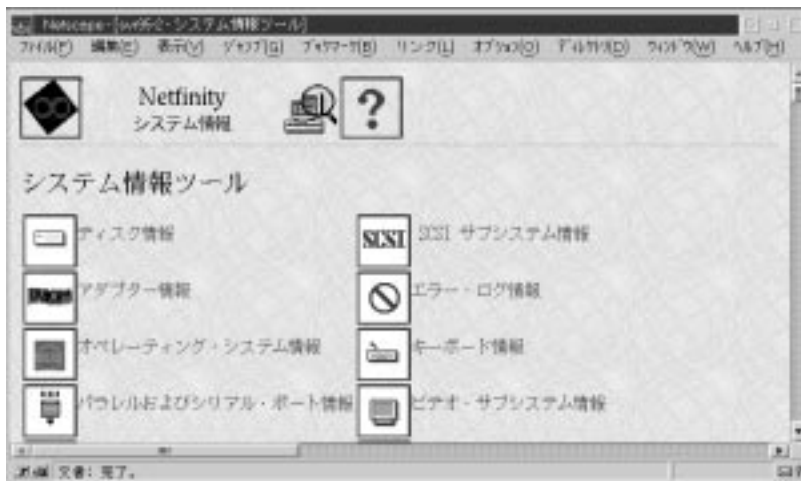 Netscape - [svr95-2 - システム情報ツール]
ファイル(F) 編集(E) 表示(V) ジャンプ(G) ブックマーク(B) リンク(L) オプション(O) ディレクトリ(D) ウィンドウ(W) ヘルプ(H)
Netfinity
システム情報
?
システム情報ツール
ディスク情報
SCSI SCSI サブシステム情報
アダプター情報
エラー・ログ情報
オペレーティング・システム情報
キーボード情報
パラレルおよびシリアル・ポート情報
ビデオ・サブシステム情報
文書: 完了。